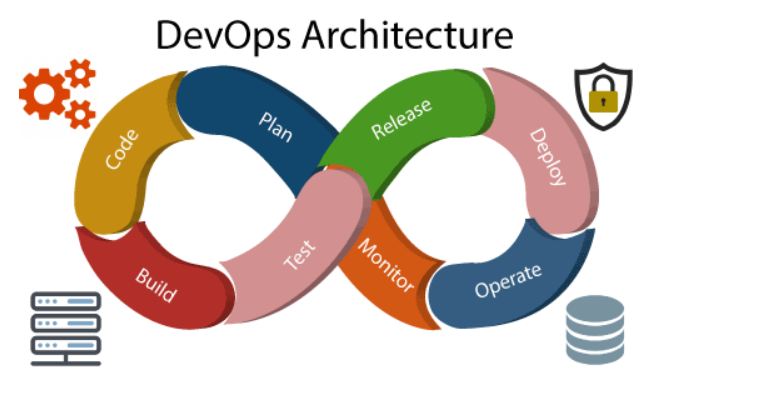 DevOps Architecture
Plan
Code
Build
Test
Release
Deploy
Operate
Monitor